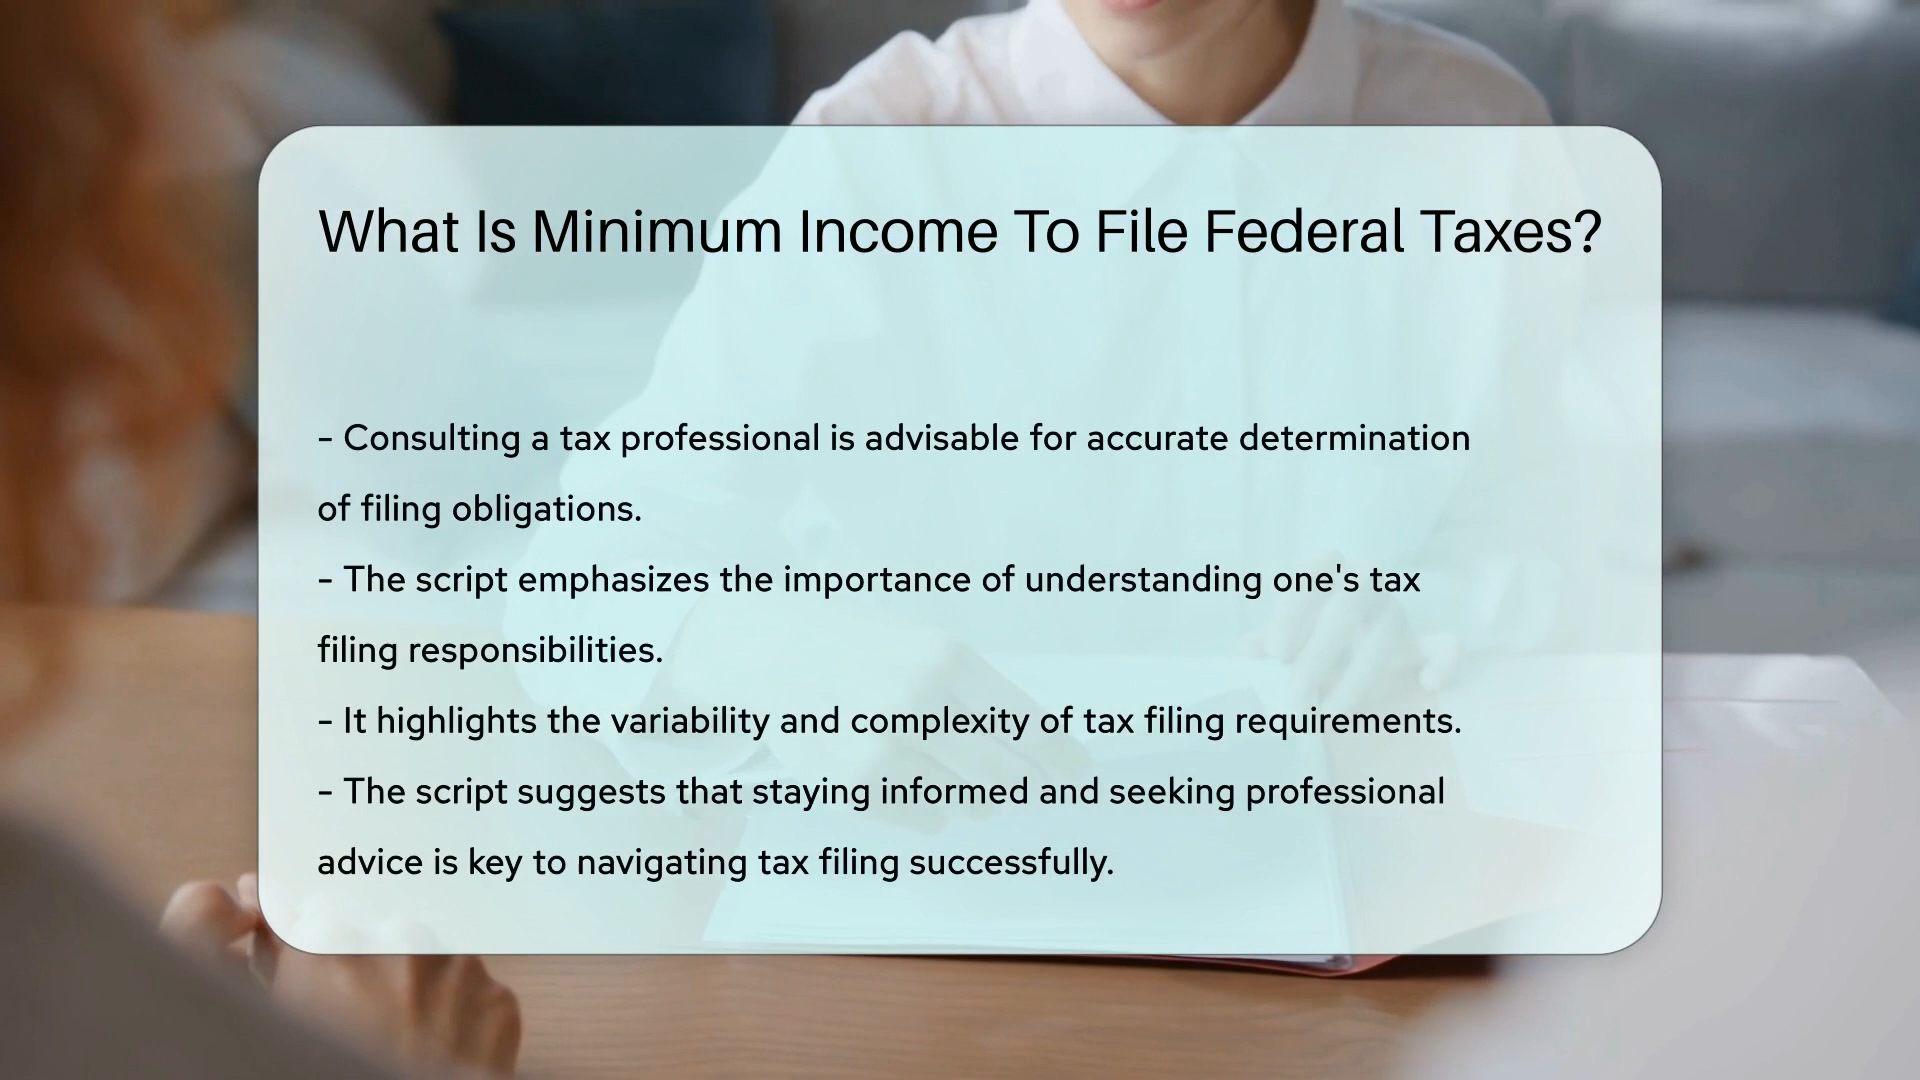 What Is Minimum Income To File Federal Taxes?
- Consulting a tax professional is advisable for accurate determination
of filing obligations.
- The script emphasizes the importance of understanding one's tax
filing responsibilities.
- It highlights the variability and complexity of tax filing requirements.
- The script suggests that staying informed and seeking professional
advice is key to navigating tax filing successfully.